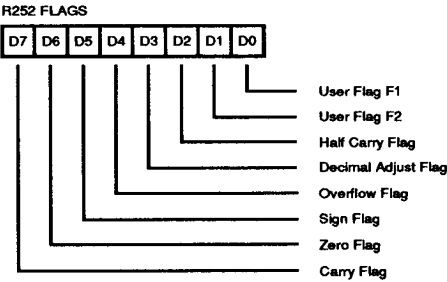 R252 FLAGS
D7 D6 D5 D4 D3 D2 D1 D0
User Flag F1
User Flag F2
Half Carry Flag
Decimal Adjust Flag
Overflow Flag
Sign Flag
Zero Flag
Carry Flag